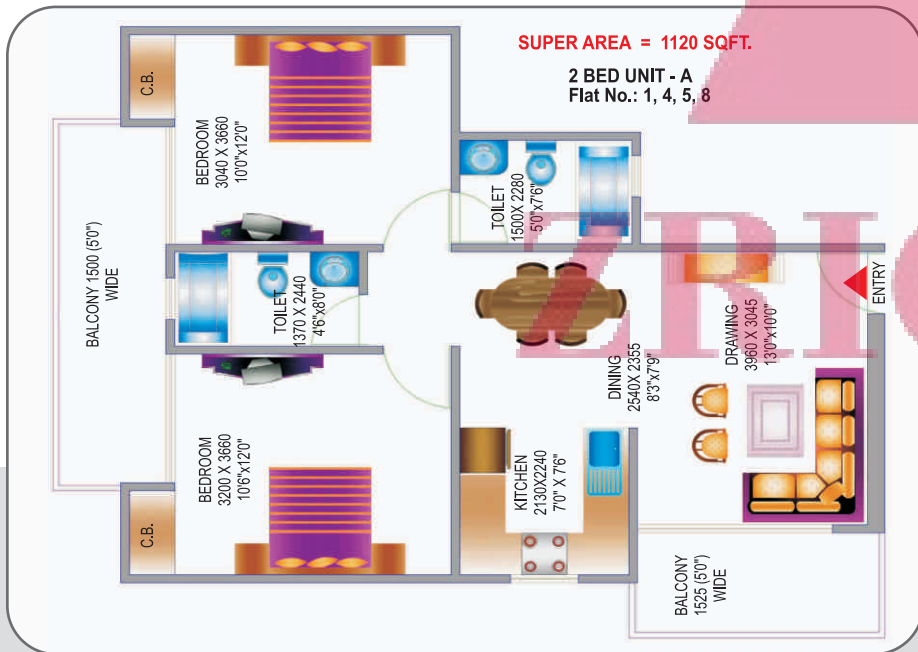 SUPER AREA = 1120 SQFT.
2 BED UNIT - A
Flat No.: 1, 4, 5, 8
C.B.
BEDROOM
3040 X 3660
10'0"x12'0"
TOILET
1500X 2280
5'0"x7'6"
BALCONY 1500 (5'0")
WIDE
TOILET
1370 X 2440
4'6"x8'0"
ENTRY
DRAWING
3960 X 3045
13'0"x10'0"
DINING
2540X 2355
8'3"x7'9"
BEDROOM
3200 X 3660
10'6"x12'0"
KITCHEN
2130X2240
7'0" X 7'6"
C.B.
BALCONY
1525 (5'0")
WIDE